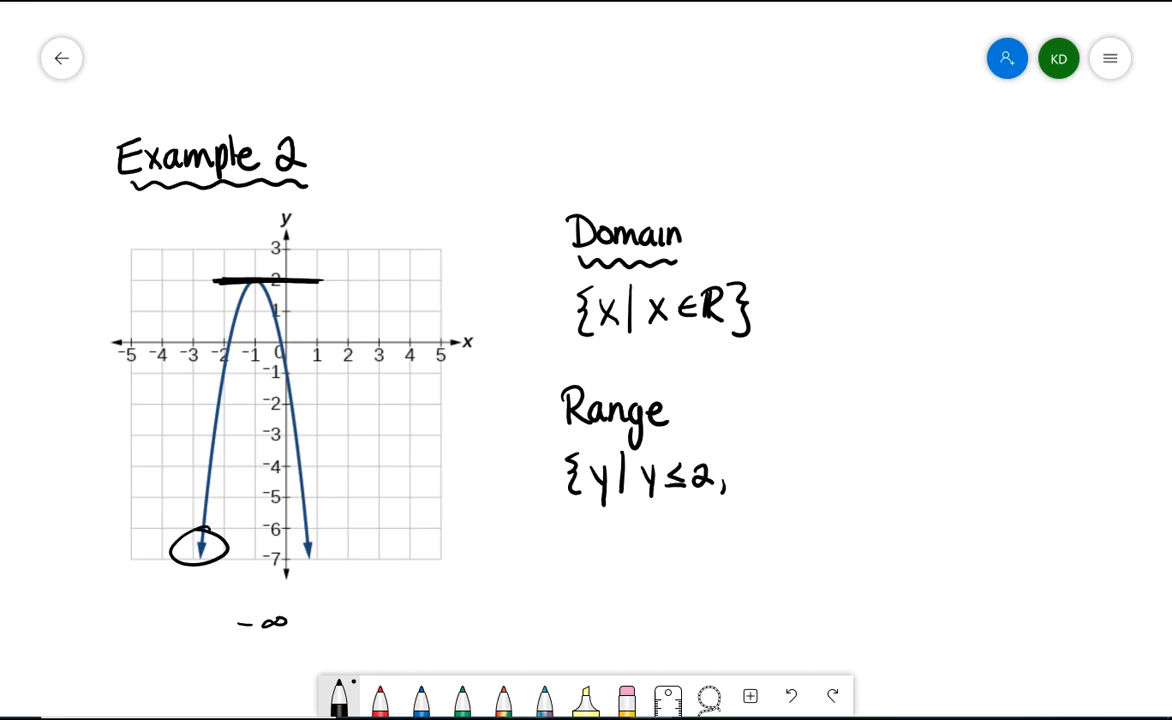 KD
Example 2
y
3
2
1
-5 -4 -3 -2 -1 0 1 2 3 4 5 x
-1
-2
-3
-4
-5
-6
-7
-∞
Domain
{x | x ∈ ℝ}
Range
{y | y ≤ 2,